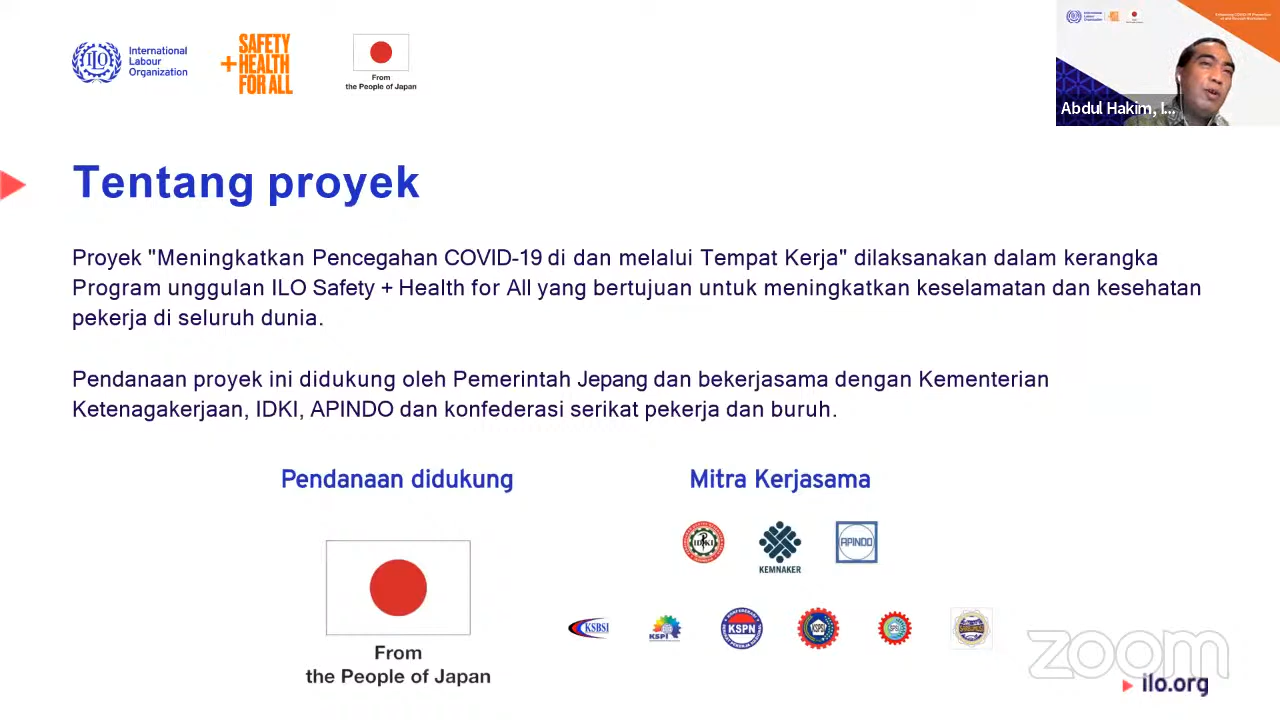 International
Labour
Organization
SAFETY
+ HEALTH
FOR ALL
From
the People of Japan
Abdul Hakim, I...
Tentang proyek
Proyek "Meningkatkan Pencegahan COVID-19 di dan melalui Tempat Kerja" dilaksanakan dalam kerangka
Program unggulan ILO Safety + Health for All yang bertujuan untuk meningkatkan keselamatan dan kesehatan
pekerja di seluruh dunia.
Pendanaan proyek ini didukung oleh Pemerintah Jepang dan bekerjasama dengan Kementerian
Ketenagakerjaan, IDKI, APINDO dan konfederasi serikat pekerja dan buruh.
Pendanaan didukung
Mitra Kerjasama
IDKI
KEMNAKER
APINDO
From
the People of Japan
KSBSI
KSPI
KSPN
KSPSI
zoom
ilo.org